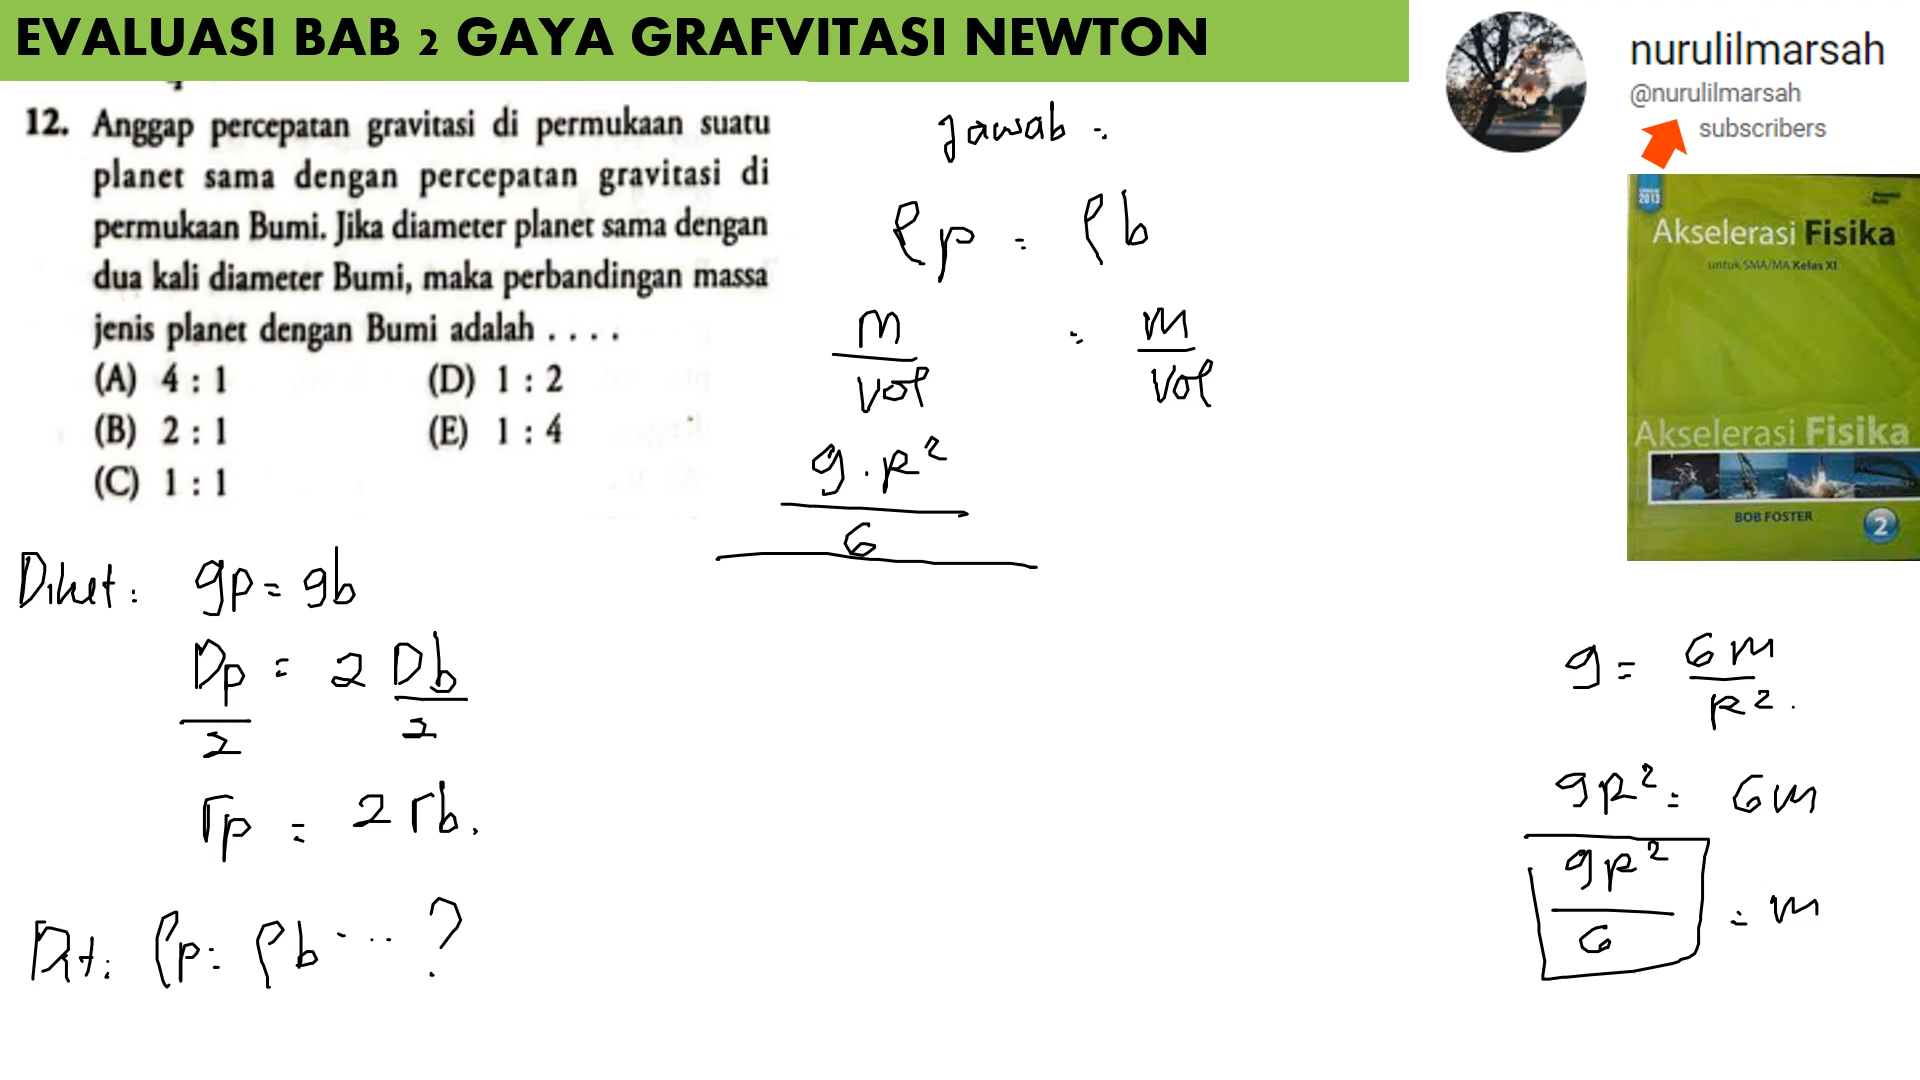 EVALUASI BAB 2 GAYA GRAFVITASI NEWTON
nurulilmarsah
@nurulilmarsah
subscribers
12. Anggap percepatan gravitasi di permukaan suatu
planet sama dengan percepatan gravitasi di
permukaan Bumi. Jika diameter planet sama dengan
dua kali diameter Bumi, maka perbandingan massa
jenis planet dengan Bumi adalah . . . .
(A) 4 : 1 (D) 1 : 2
(B) 2 : 1 (E) 1 : 4
(C) 1 : 1
Diket : gp = gb
Dp/2 = 2 Db/2
rp = 2 rb.
Dit : ρp : ρb ... ?
Jawab :
ρp : ρb
m/vol : m/vol
g . R²
G
g = GM/R².
gR² = GM
gR²/G = M
2013
Akselerasi Fisika
untuk SMA/MA Kelas XI
Akselerasi Fisika
BOB FOSTER
2